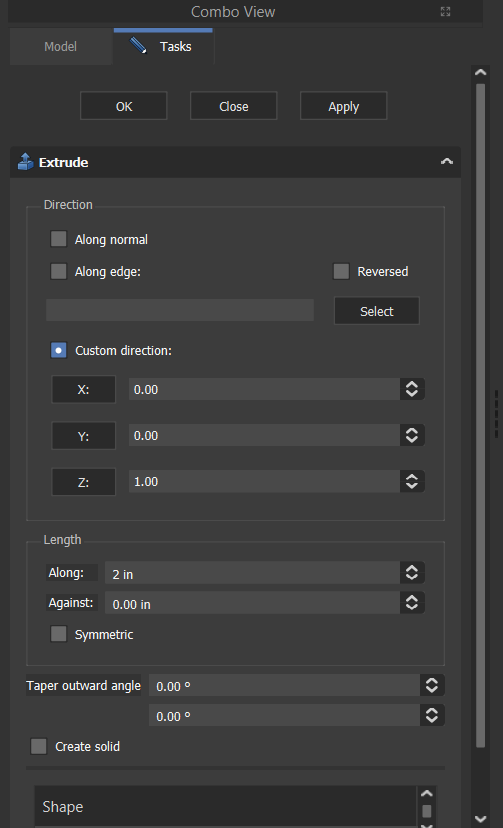 Combo View
Model
Tasks
OK
Close
Apply
Extrude
Direction
Along normal
Along edge:
Reversed
Select
Custom direction:
X:
0.00
Y:
0.00
Z:
1.00
Length
Along:
2 in
Against:
0.00 in
Symmetric
Taper outward angle
0.00 º
0.00 º
Create solid
Shape